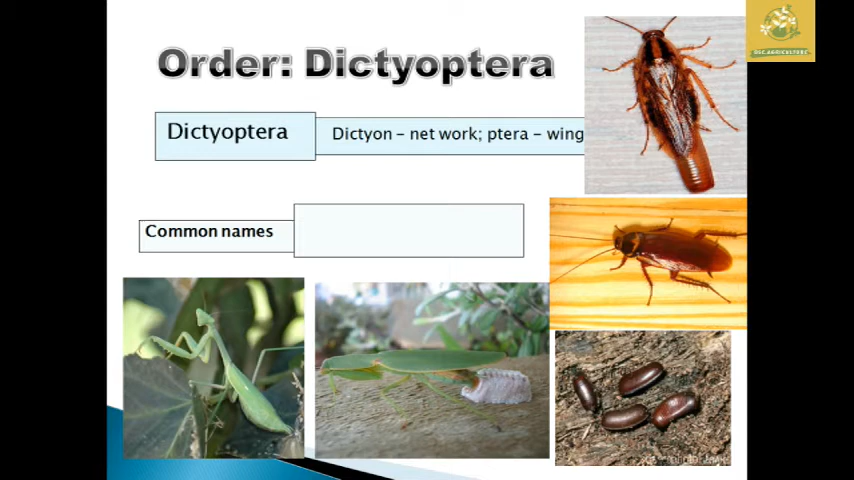 Order: Dictyoptera
Dictyoptera
Dictyon – net work; ptera – wing
Common names